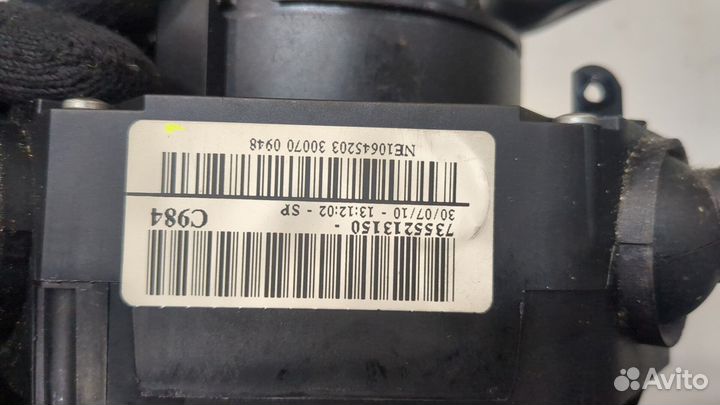 7355213150 -
C984
30/07/10 - 13:12:02 - SP
NE10645203 30070 0948
Avito